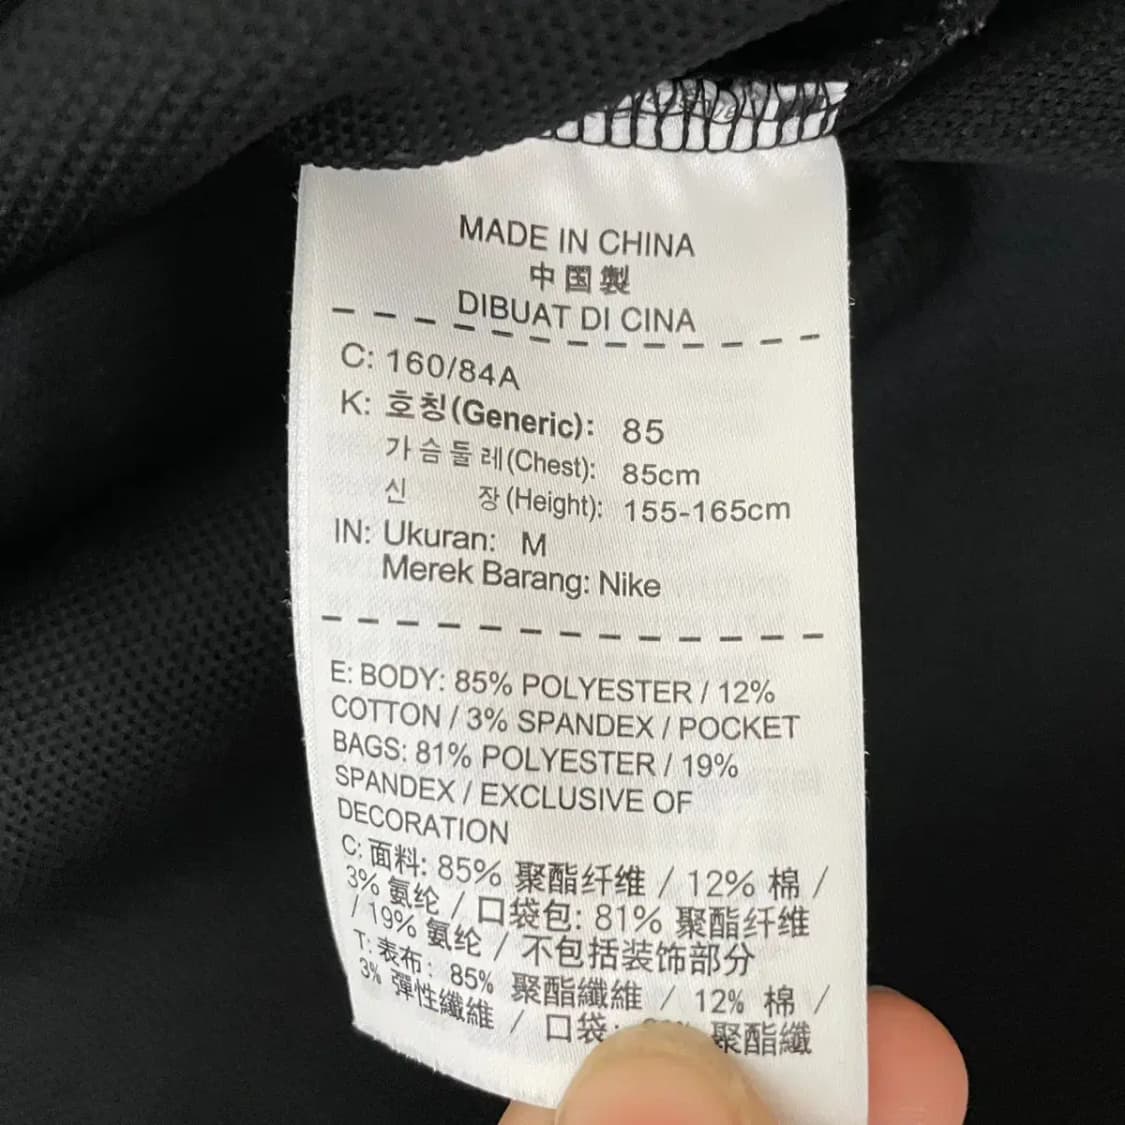 MADE IN CHINA
中国製
DIBUAT DI CINA
C: 160/84A
K: 호칭(Generic): 85
가슴둘레(Chest): 85cm
신 장(Height): 155-165cm
IN: Ukuran: M
Merek Barang: Nike
E: BODY: 85% POLYESTER / 12%
COTTON / 3% SPANDEX / POCKET
BAGS: 81% POLYESTER / 19%
SPANDEX / EXCLUSIVE OF
DECORATION
C: 面料: 85% 聚酯纤维 / 12% 棉 /
3% 氨纶 / 口袋包: 81% 聚酯纤维
/ 19% 氨纶 / 不包括装饰部分
T: 表布: 85% 聚酯纖維 / 12% 棉 /
3% 彈性纖維 / 口袋: 聚酯纖